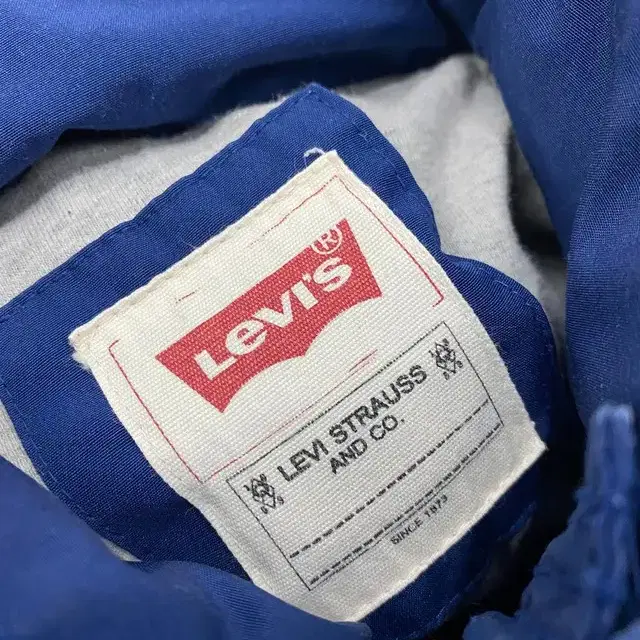 Levi's®
LEVI STRAUSS
AND CO.
SINCE 1873